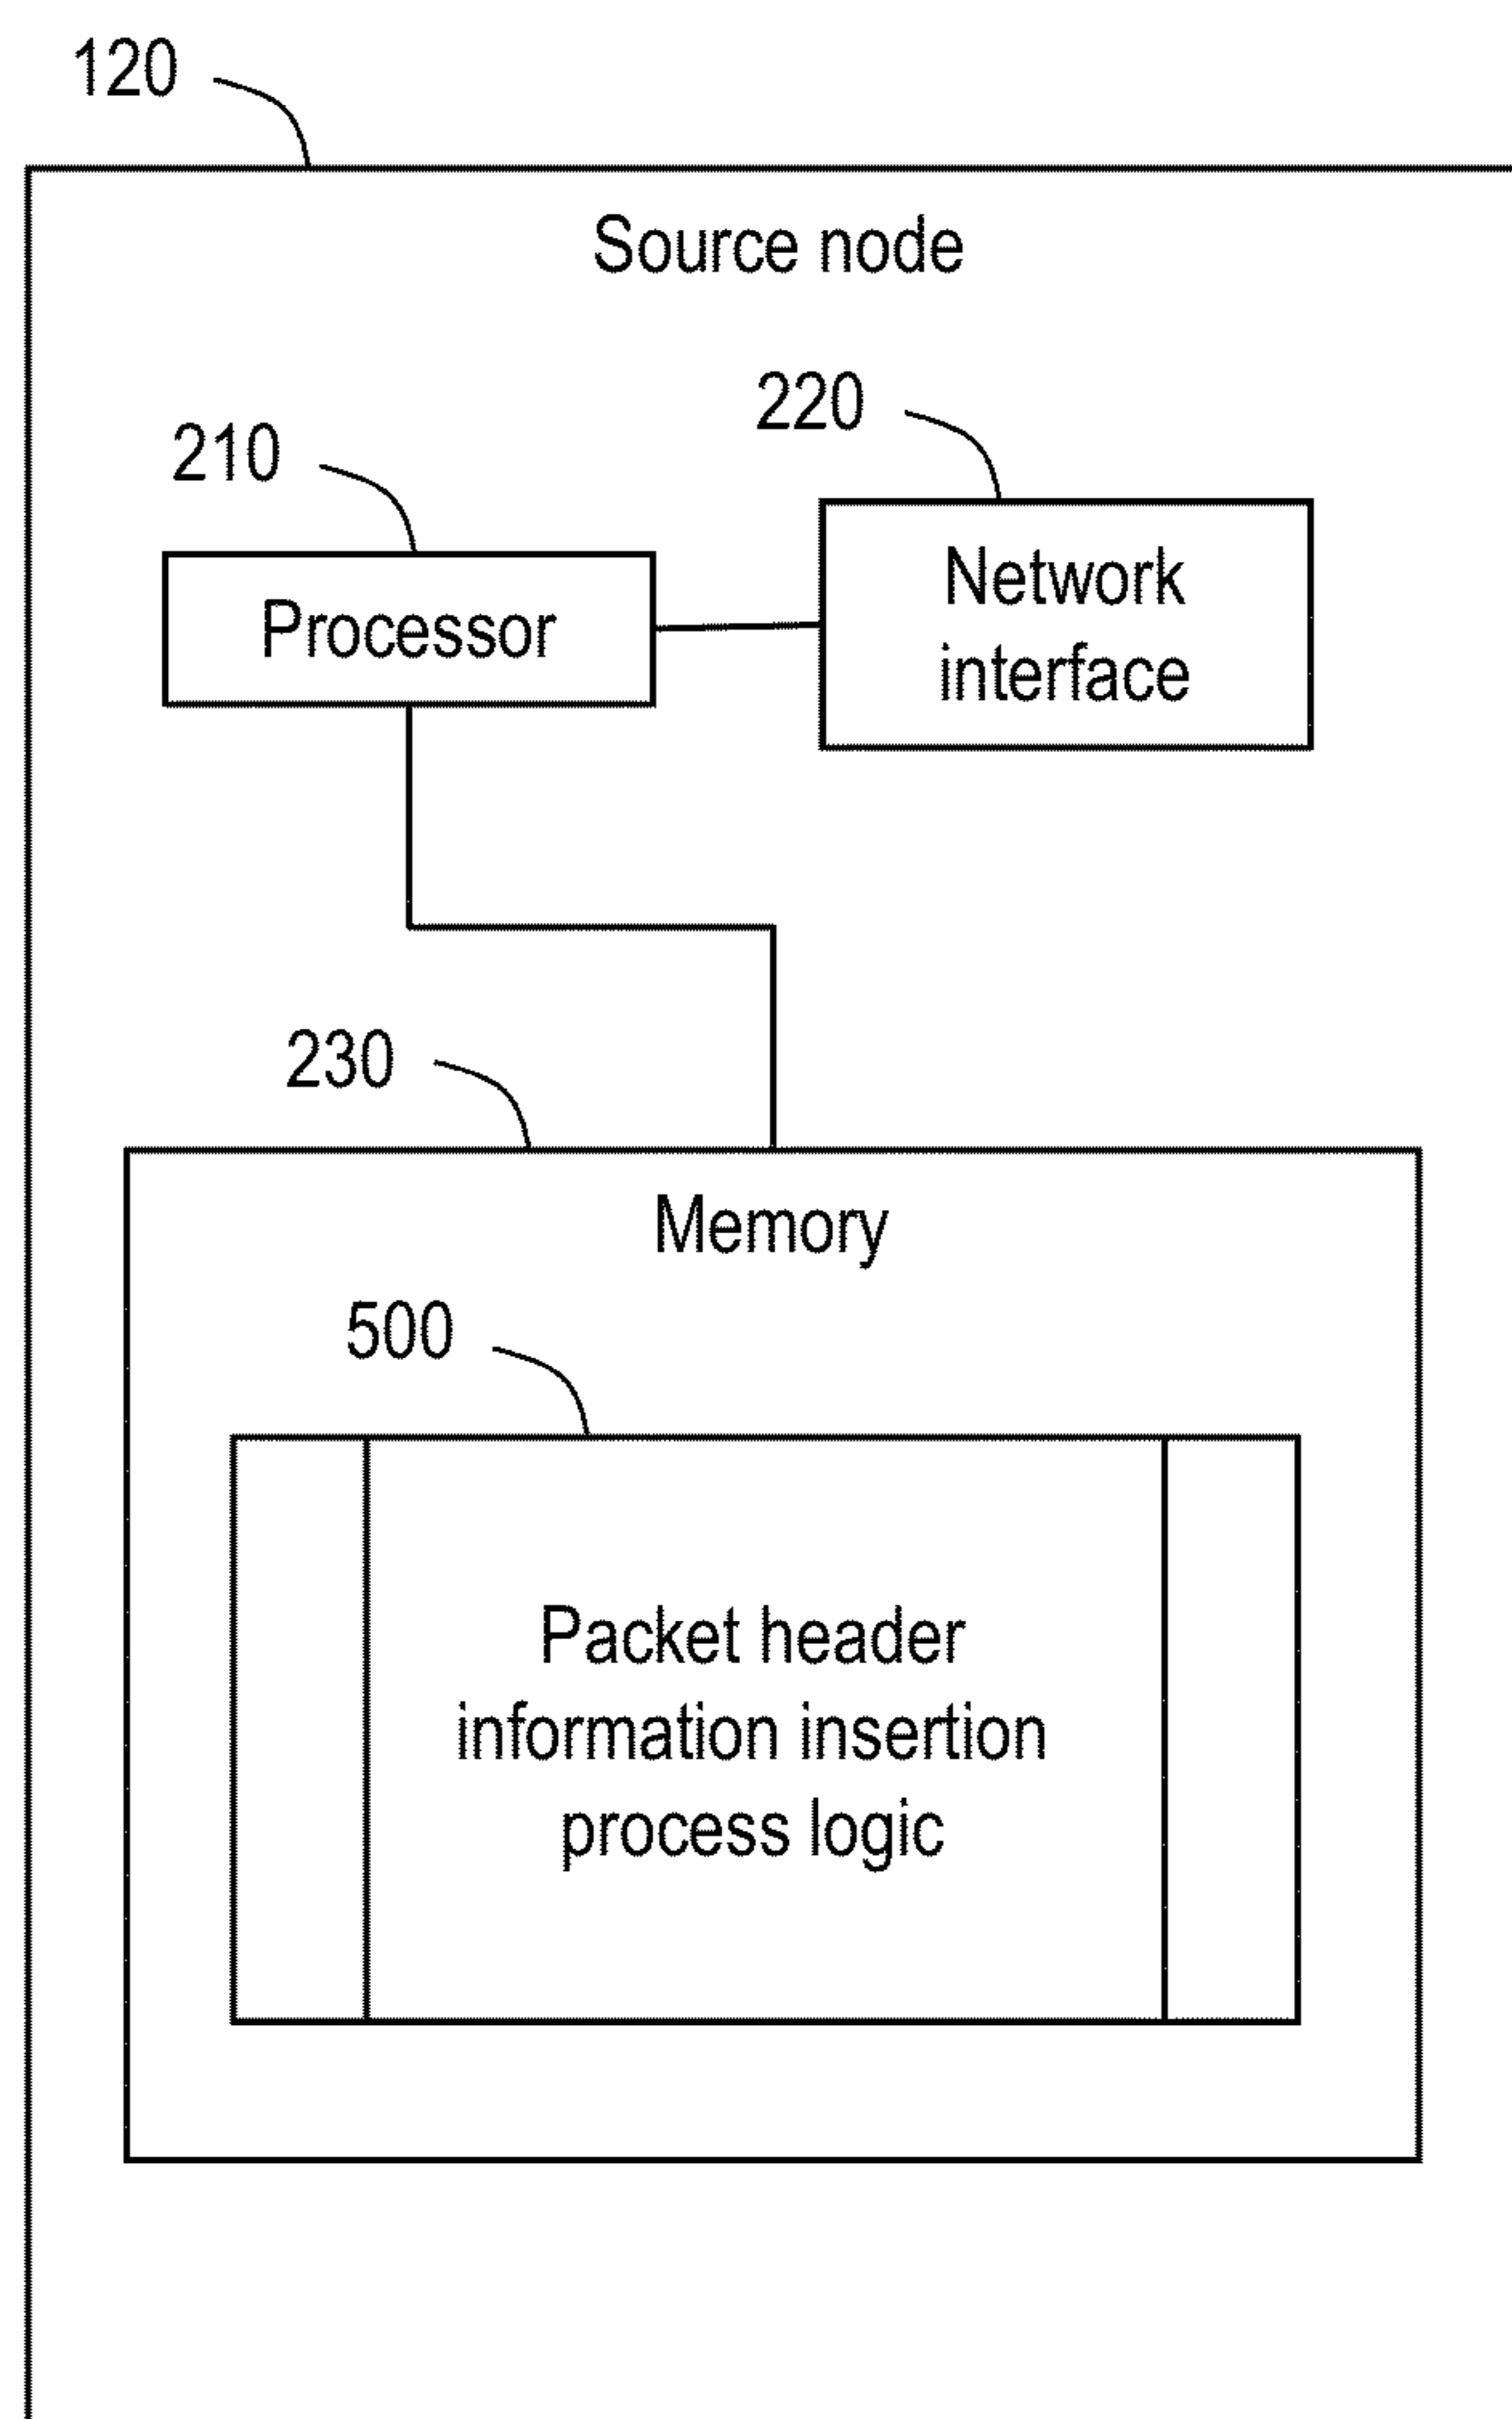 120
Source node
220
210
Network
interface
Processor
230
Memory
500
Packet header
information insertion
process logic